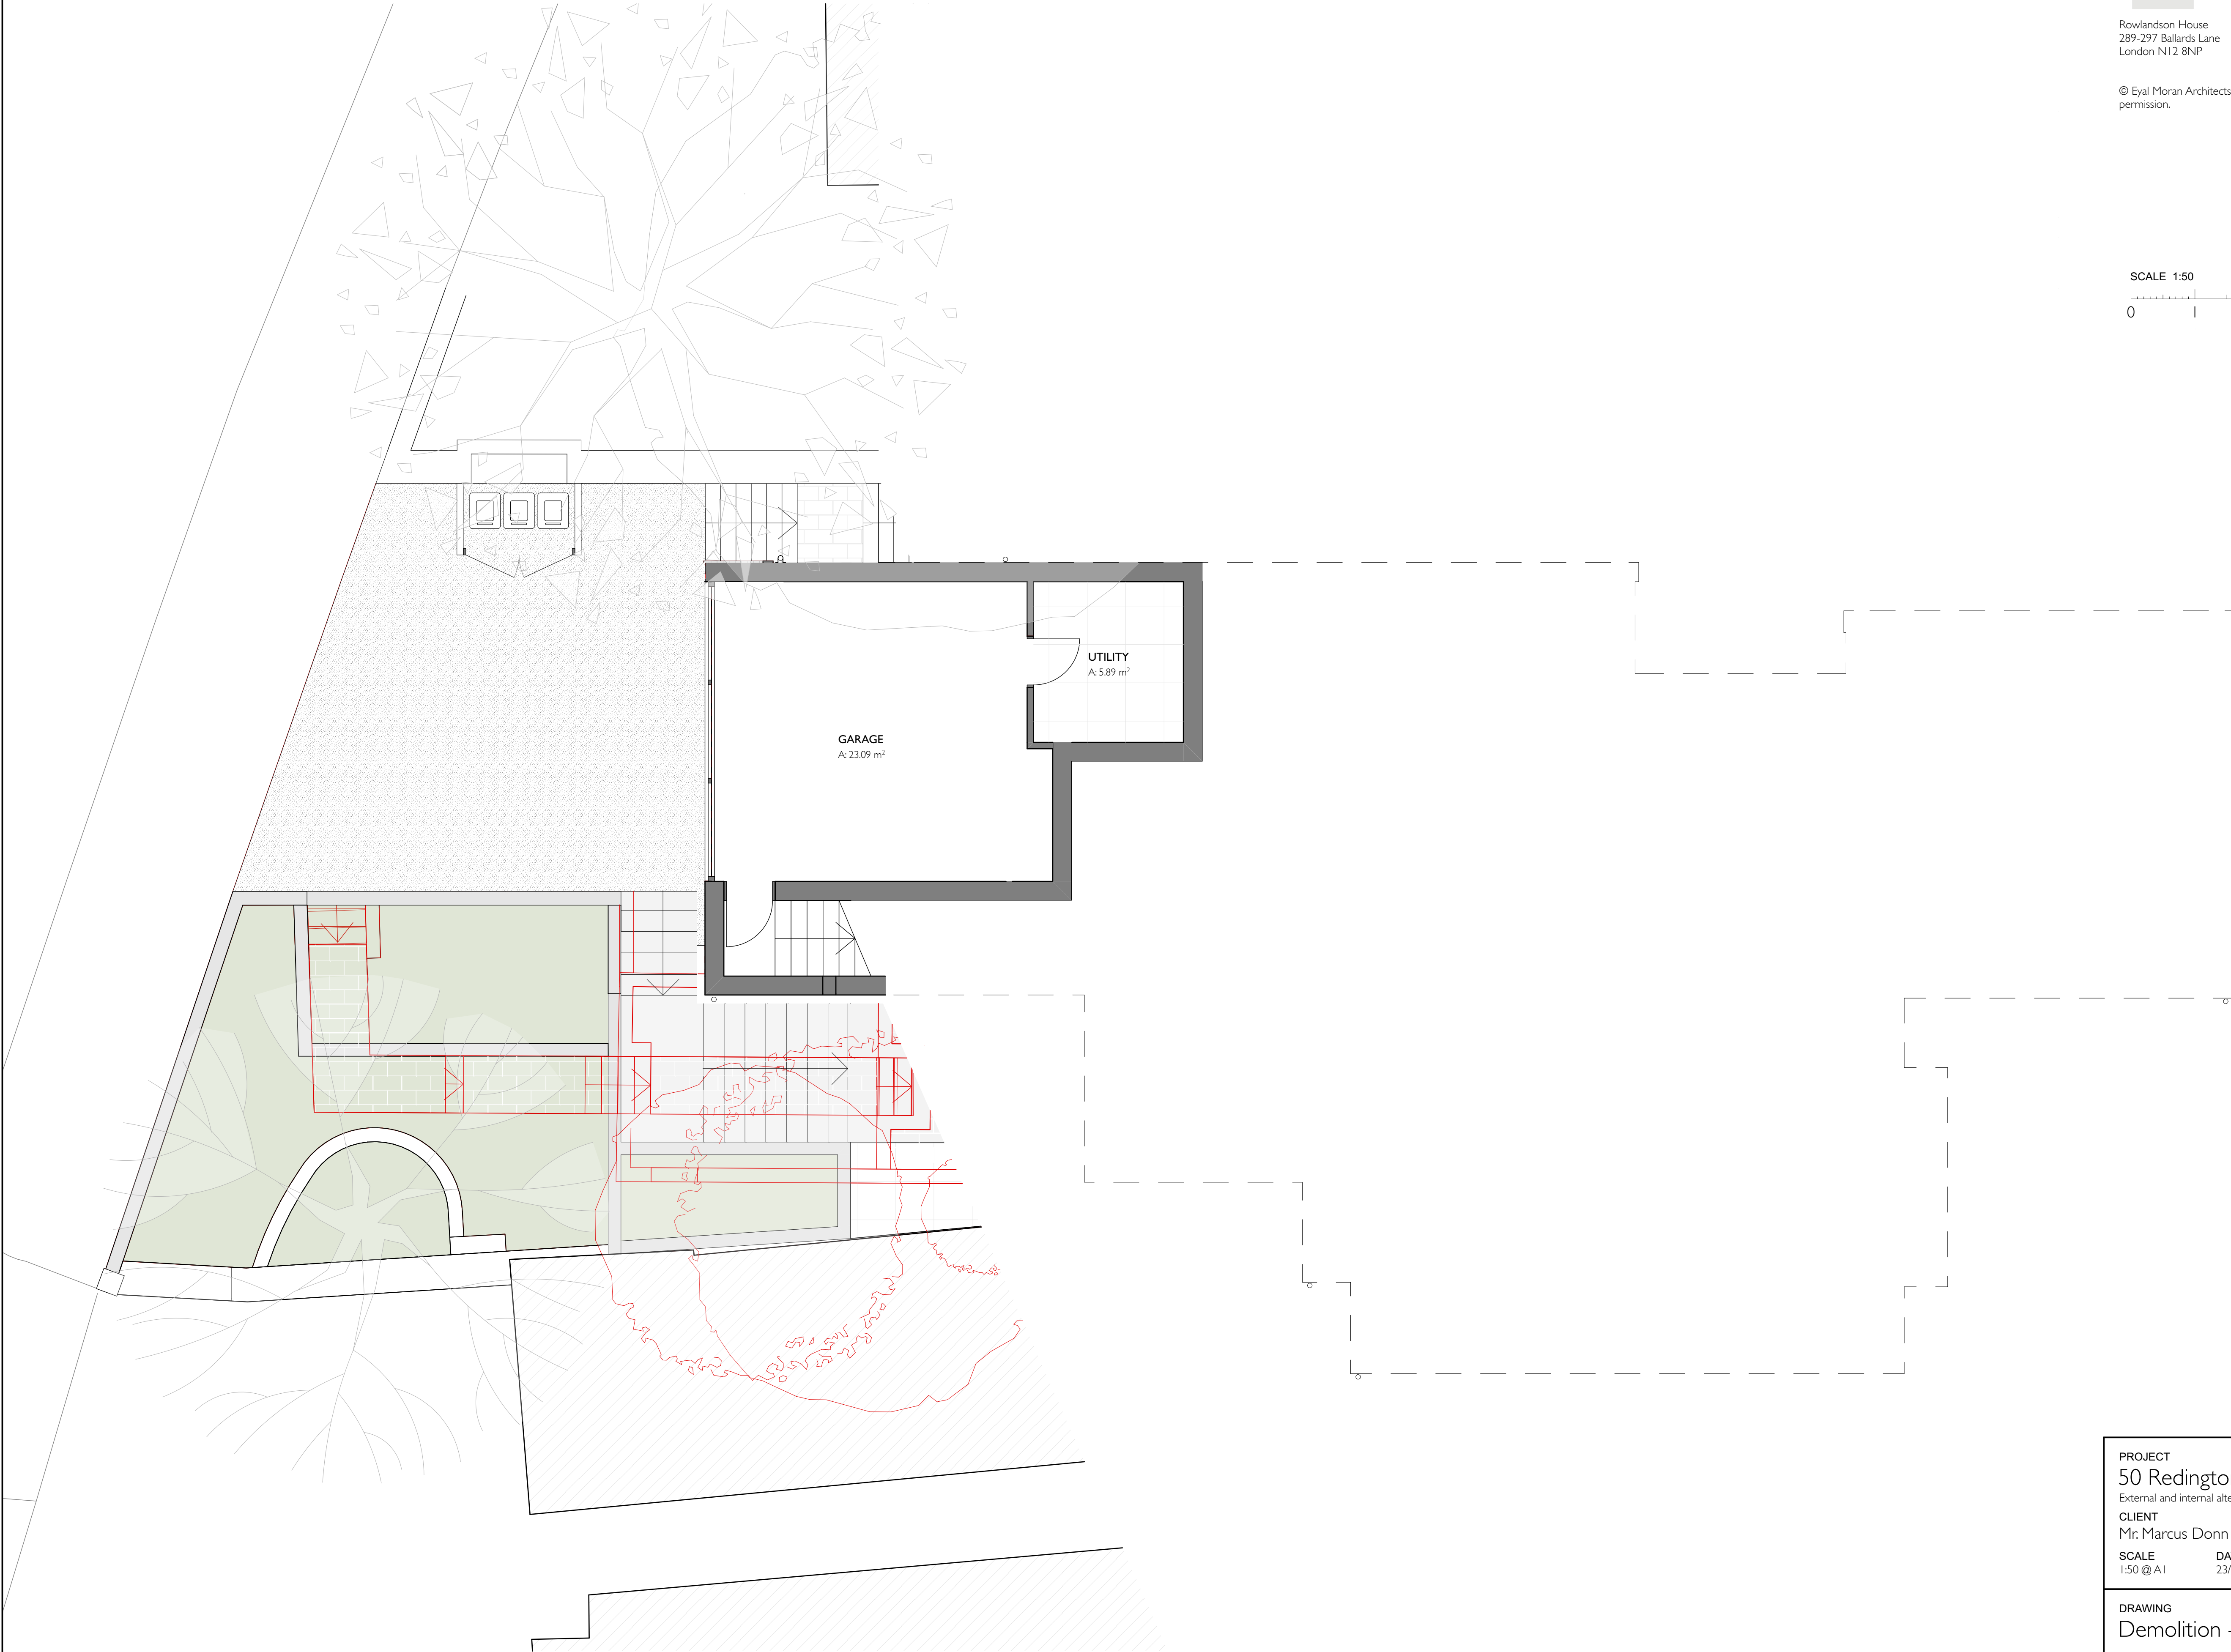 Rowlandson House
289-297 Ballards Lane
London N12 8NP
© Eyal Moran Architects
permission.
SCALE 1:50
0 1
UTILITY
A: 5.89 m²
GARAGE
A: 23.09 m²
PROJECT
50 Redingto
External and internal alte
CLIENT
Mr. Marcus Donn
SCALE DA
1:50 @ A1 23/
DRAWING
Demolition -